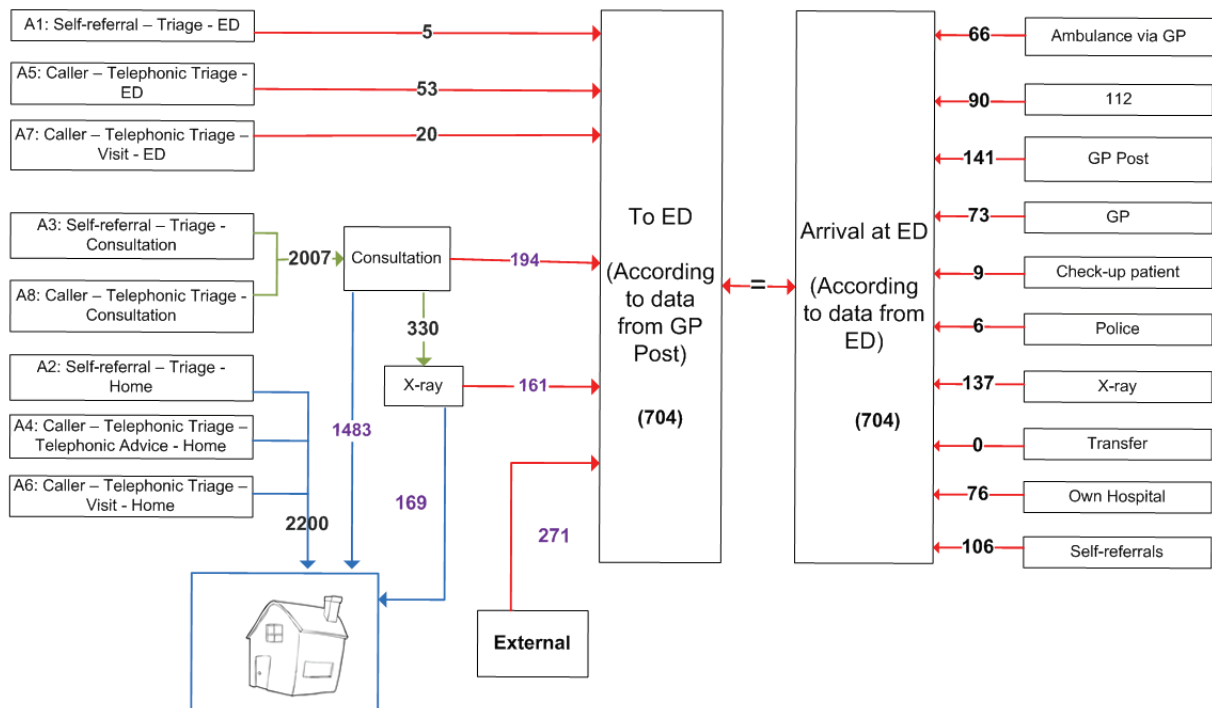 A1: Self-referral – Triage - ED
5
A5: Caller – Telephonic Triage -
ED
53
A7: Caller – Telephonic Triage –
Visit - ED
20
A3: Self-referral – Triage -
Consultation
A8: Caller – Telephonic Triage -
Consultation
2007
Consultation
194
330
X-ray
161
A2: Self-referral – Triage -
Home
A4: Caller – Telephonic Triage –
Telephonic Advice - Home
A6: Caller – Telephonic Triage –
Visit - Home
2200
1483
169
271
External
To ED
(According
to data
from GP
Post)
(704)
=
Arrival at ED
(According
to data from
ED)
(704)
66
Ambulance via GP
90
112
141
GP Post
73
GP
9
Check-up patient
6
Police
137
X-ray
0
Transfer
76
Own Hospital
106
Self-referrals